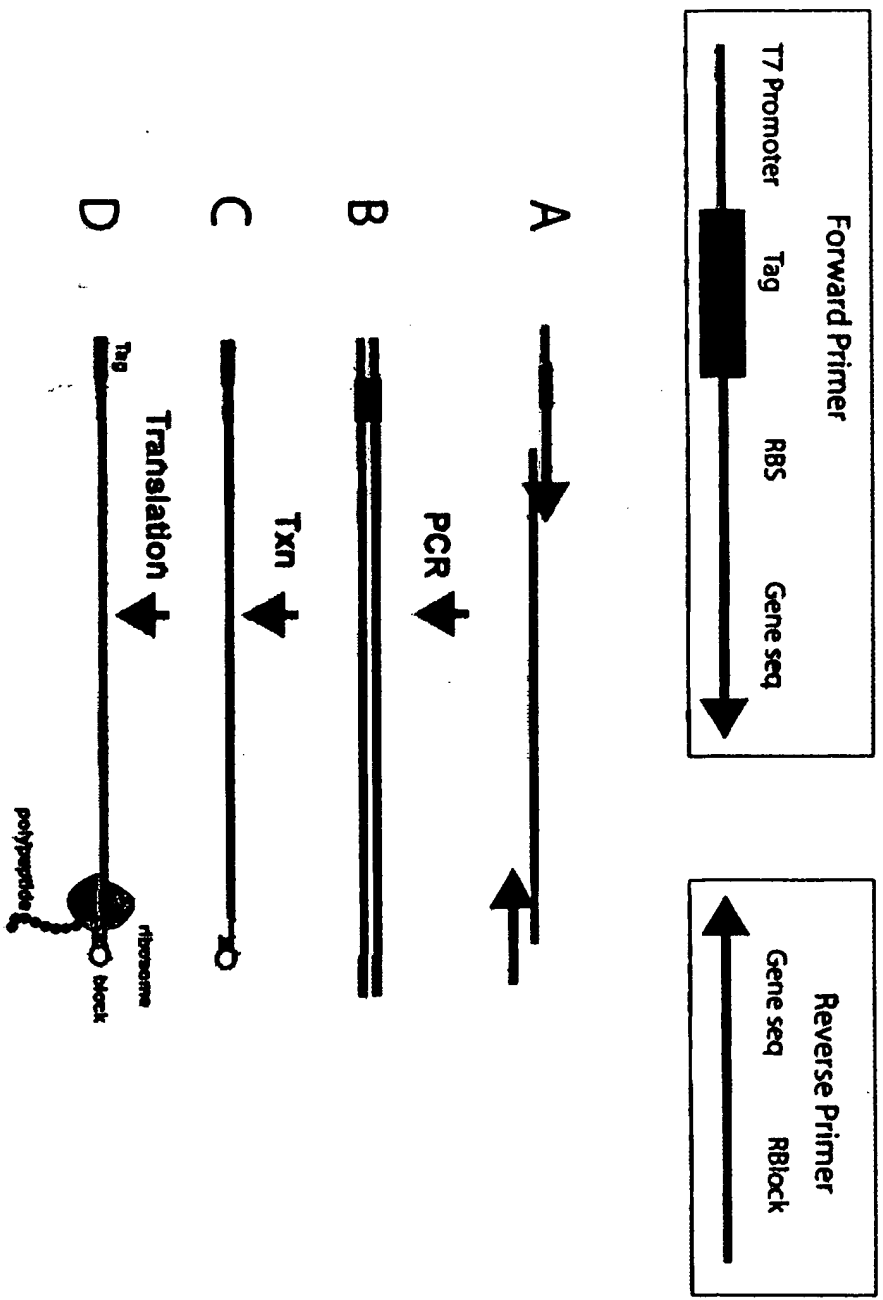 Forward Primer
T7 Promoter Tag RBS Gene seq
Reverse Primer
Gene seq RBlock
A
PCR
B
Txn
C
Translation
D
Tag
ribosome
block
polypeptide